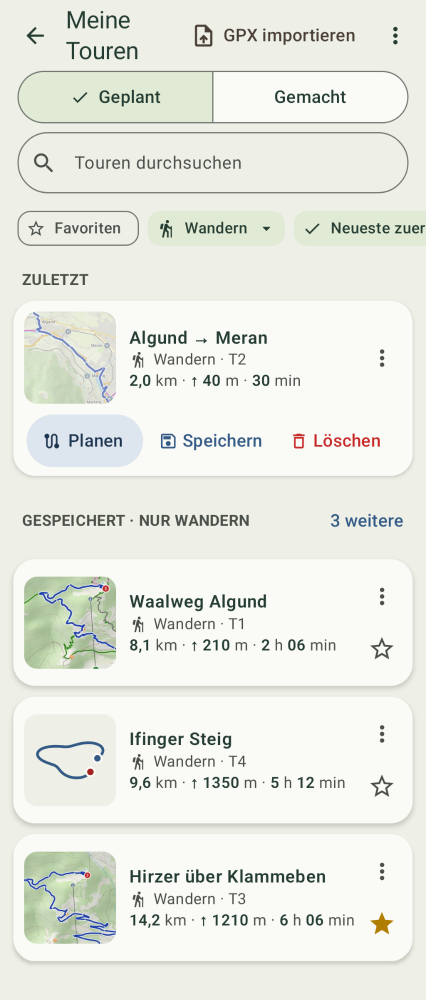 Meine
Touren
GPX importieren
Geplant
Gemacht
Touren durchsuchen
Favoriten
Wandern
Neueste zuer
ZULETZT
Algund → Meran
Wandern · T2
2,0 km · ↑ 40 m · 30 min
Planen
Speichern
Löschen
GESPEICHERT · NUR WANDERN
3 weitere
Waalweg Algund
Wandern · T1
8,1 km · ↑ 210 m · 2 h 06 min
Ifinger Steig
Wandern · T4
9,6 km · ↑ 1350 m · 5 h 12 min
Hirzer über Klammeben
Wandern · T3
14,2 km · ↑ 1210 m · 6 h 06 min